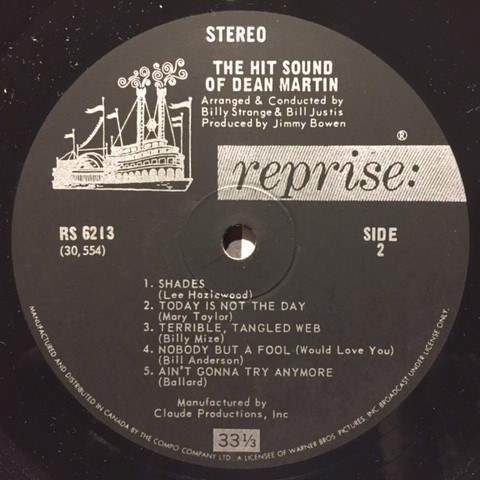 STEREO
THE HIT SOUND
OF DEAN MARTIN
Arranged & Conducted by
Billy Strange & Bill Justis
Produced by Jimmy Bowen
®
reprise:
RS 6213
(30,554)
SIDE
2
1. SHADES
(Lee Hazlewood)
2. TODAY IS NOT THE DAY
(Mary Taylor)
3. TERRIBLE, TANGLED WEB
(Billy Mize)
4. NOBODY BUT A FOOL (Would Love You)
(Bill Anderson)
5. AIN'T GONNA TRY ANYMORE
(Ballard)
Manufactured by
Claude Productions, Inc
33⅓
MANUFACTURED AND DISTRIBUTED IN CANADA BY THE COMPO COMPANY LTD., A LICENSEE OF WARNER BROS. PICTURES, INC. BROADCAST UNDER LICENSE ONLY.